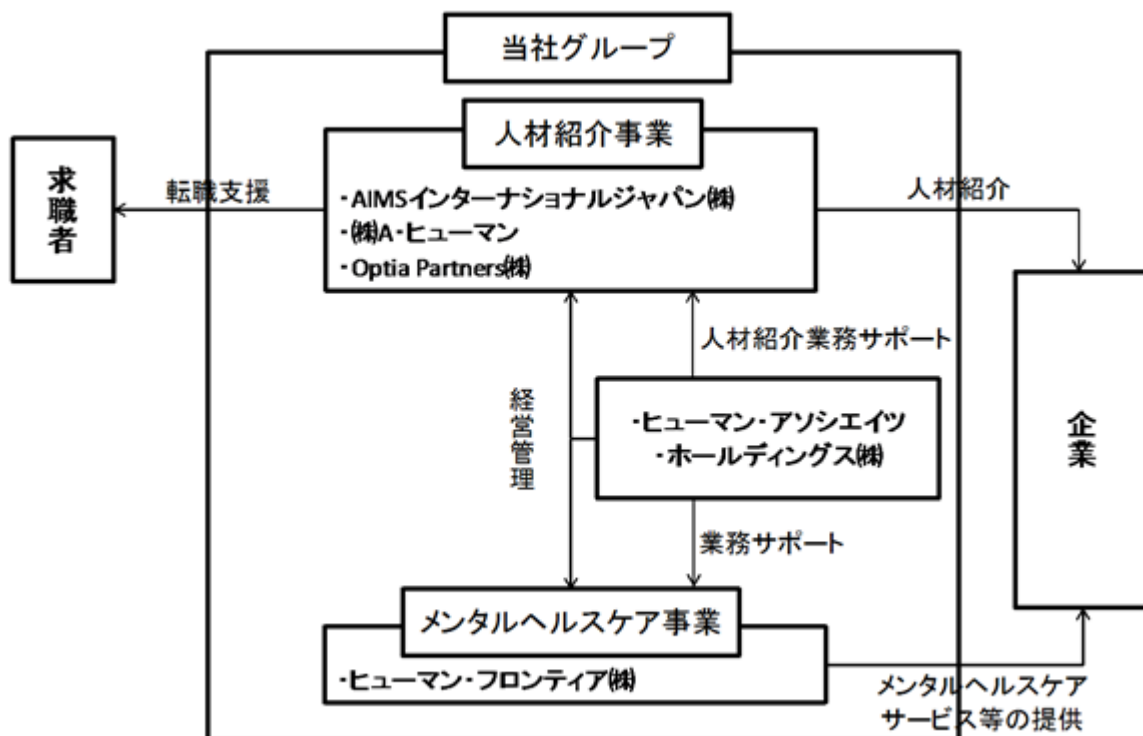 当社グループ
人材紹介事業
求職者
転職支援
・AIMSインターナショナルジャパン㈱
・㈱A・ヒューマン
・Optia Partners㈱
人材紹介
人材紹介業務サポート
経営管理
・ヒューマン・アソシエイツ
・ホールディングス㈱
企業
業務サポート
メンタルヘルスケア事業
・ヒューマン・フロンティア㈱
メンタルヘルスケア
サービス等の提供